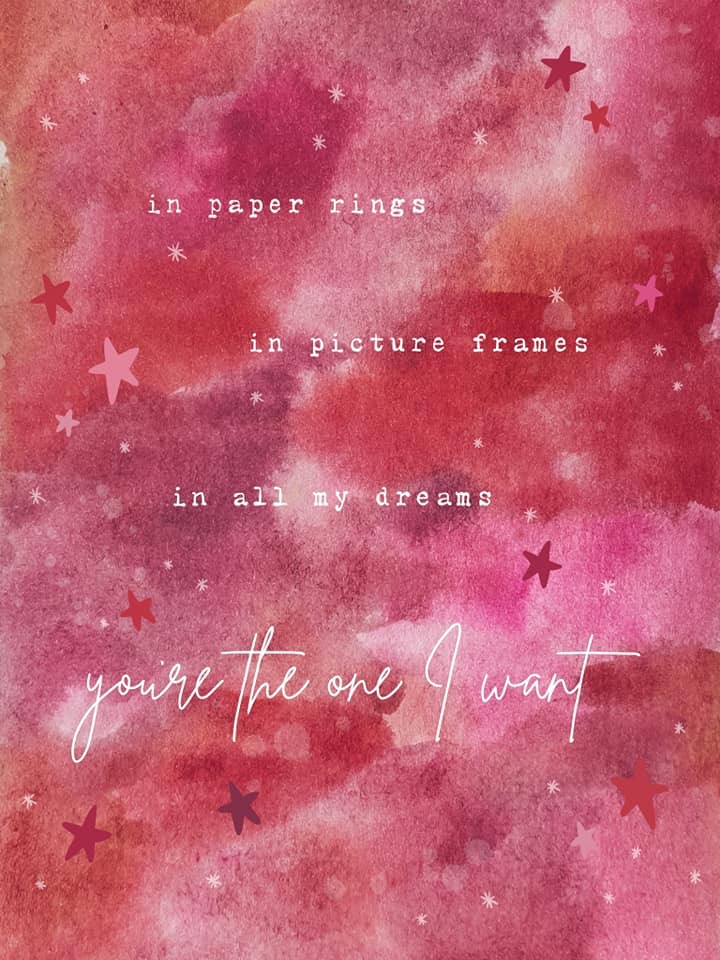 in paper rings
in picture frames
in all my dreams
you're the one I want